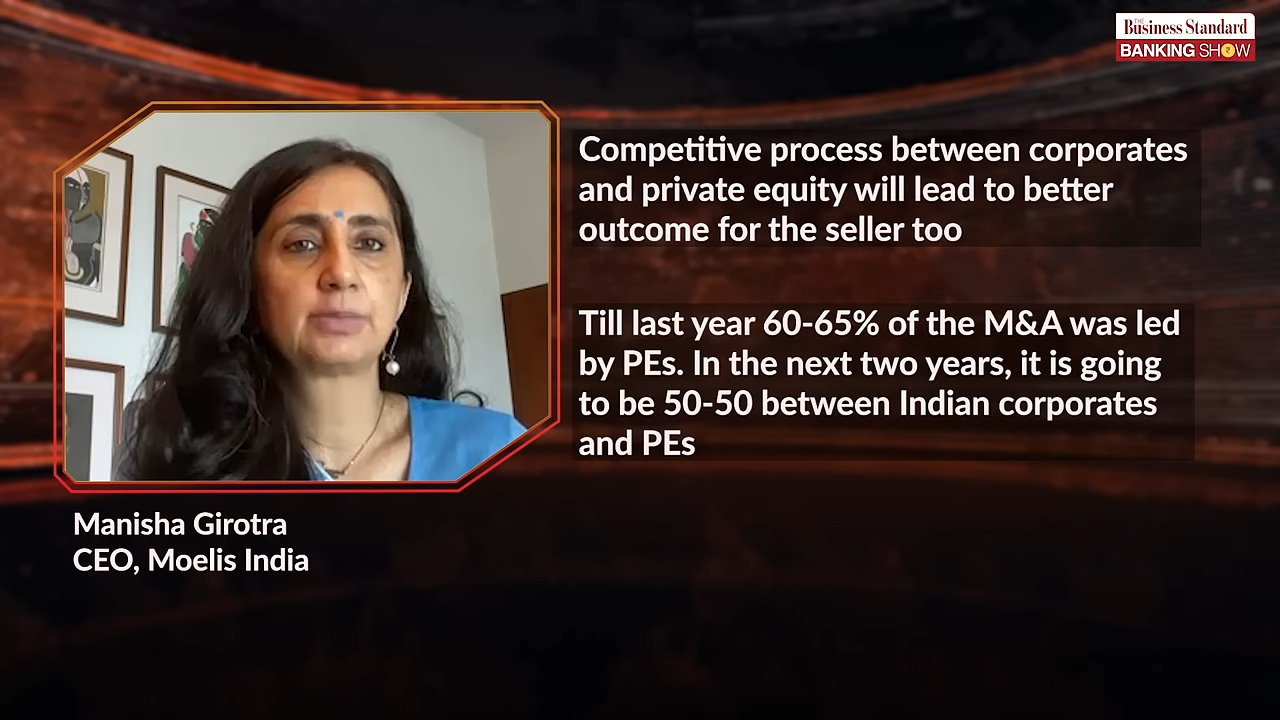 THE
Business Standard
BANKING SHOW
Competitive process between corporates
and private equity will lead to better
outcome for the seller too
Till last year 60-65% of the M&A was led
by PEs. In the next two years, it is going
to be 50-50 between Indian corporates
and PEs
Manisha Girotra
CEO, Moelis India